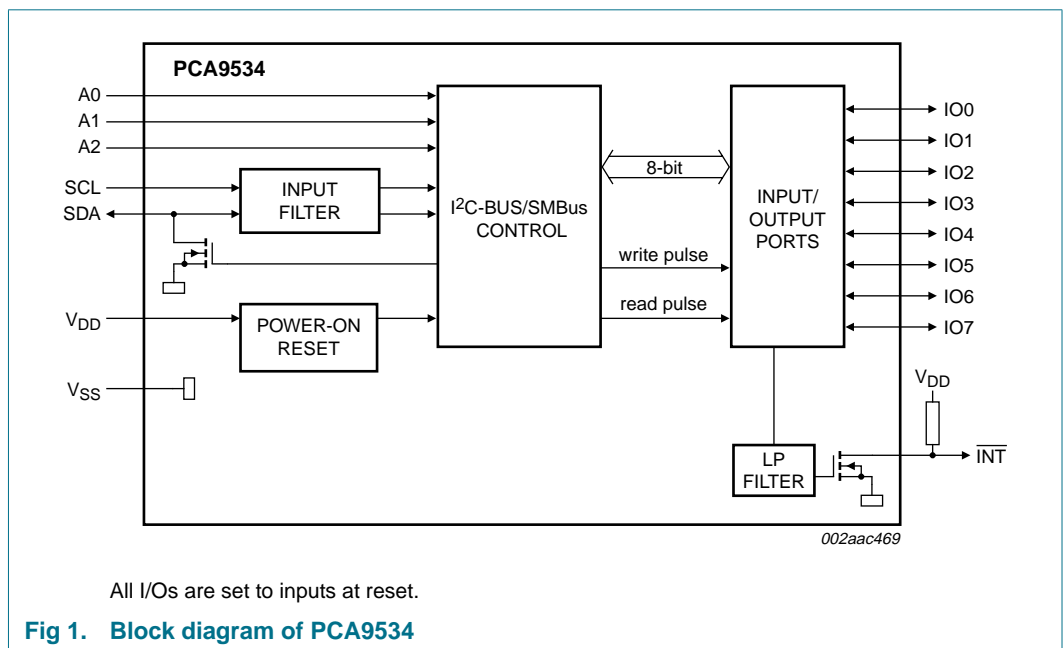 PCA9534
A0
A1
A2
SCL
SDA
VDD
VSS
INPUT
FILTER
POWER-ON
RESET
I2C-BUS/SMBus
CONTROL
8-bit
write pulse
read pulse
INPUT/
OUTPUT
PORTS
IO0
IO1
IO2
IO3
IO4
IO5
IO6
IO7
VDD
INT
LP
FILTER
002aac469
All I/Os are set to inputs at reset.
Fig 1. Block diagram of PCA9534